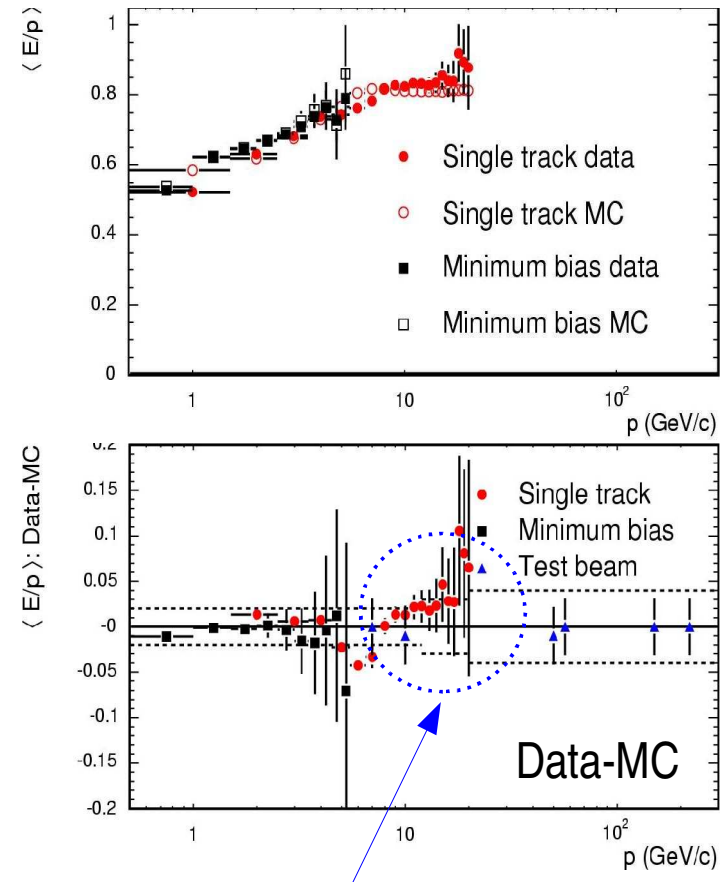 ⟨ E/p ⟩
1
0.8
0.6
0.4
0.2
0
Single track data
Single track MC
Minimum bias data
Minimum bias MC
1
10
10²
p (GeV/c)
⟨ E/p ⟩: Data-MC
0.2
0.15
0.1
0.05
-0
-0.05
-0.1
-0.15
-0.2
Single track
Minimum bias
Test beam
Data-MC
1
10
10²
p (GeV/c)